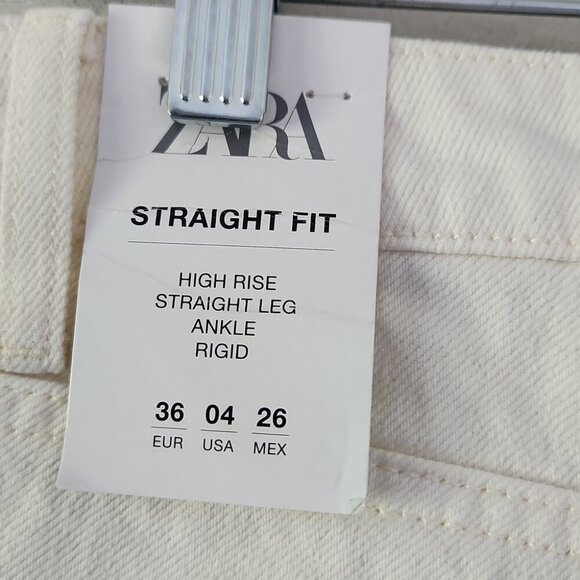 ZARA
STRAIGHT FIT
HIGH RISE
STRAIGHT LEG
ANKLE
RIGID
36 04 26
EUR USA MEX